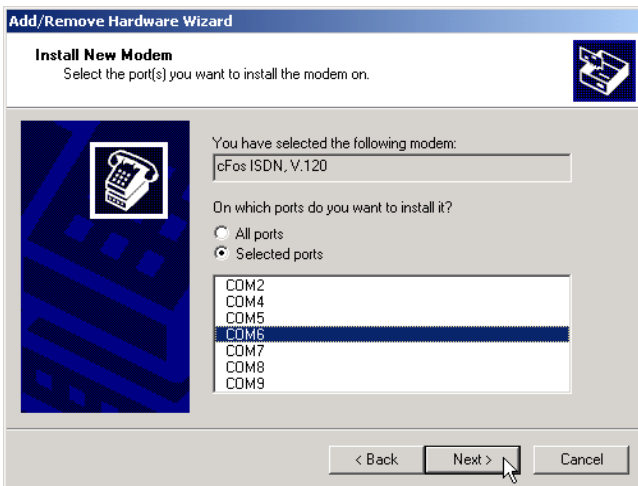 Add/Remove Hardware Wizard
Install New Modem
Select the port(s) you want to install the modem on.
You have selected the following modem:
cFos ISDN, V.120
On which ports do you want to install it?
All ports
Selected ports
COM2
COM4
COM5
COM6
COM7
COM8
COM9
< Back
Next >
Cancel